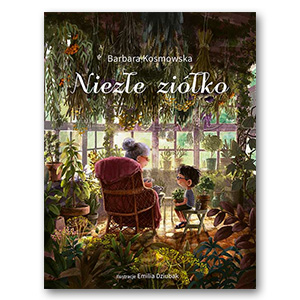 Barbara Kosmowska
Niezłe ziółko
ilustracje Emilia Dziubak